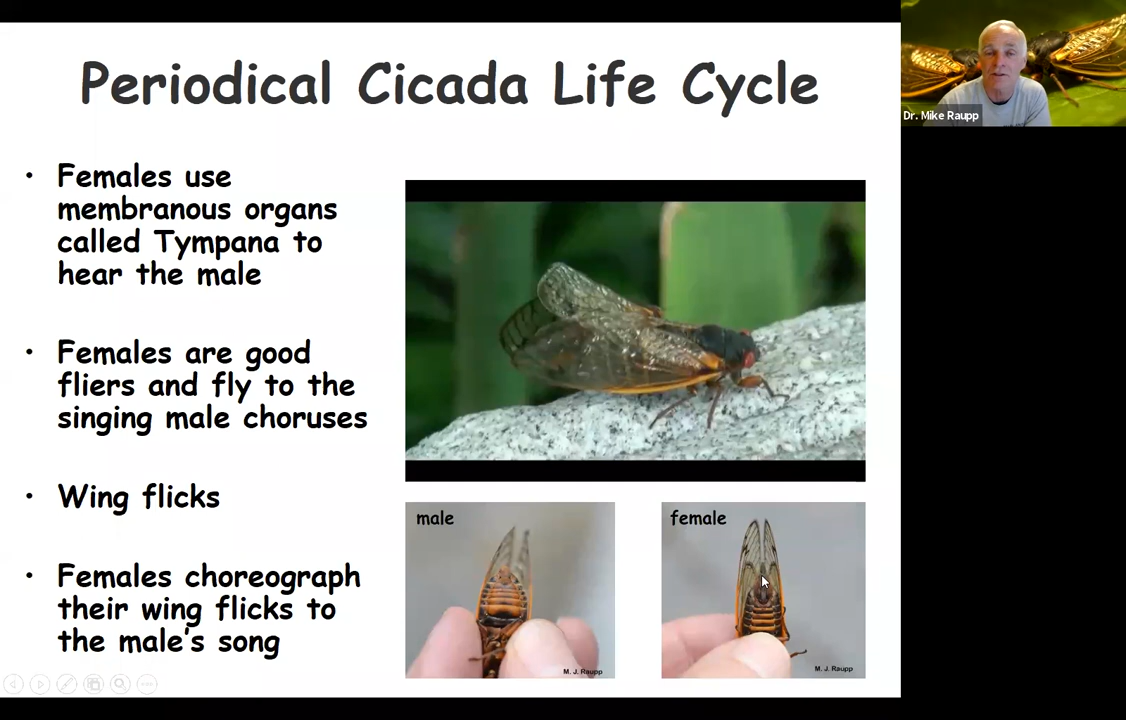 Periodical Cicada Life Cycle
Dr. Mike Raupp
• Females use
membranous organs
called Tympana to
hear the male
• Females are good
fliers and fly to the
singing male choruses
• Wing flicks
• Females choreograph
their wing flicks to
the male's song
male
female
M. J. Raupp
M. J. Raupp